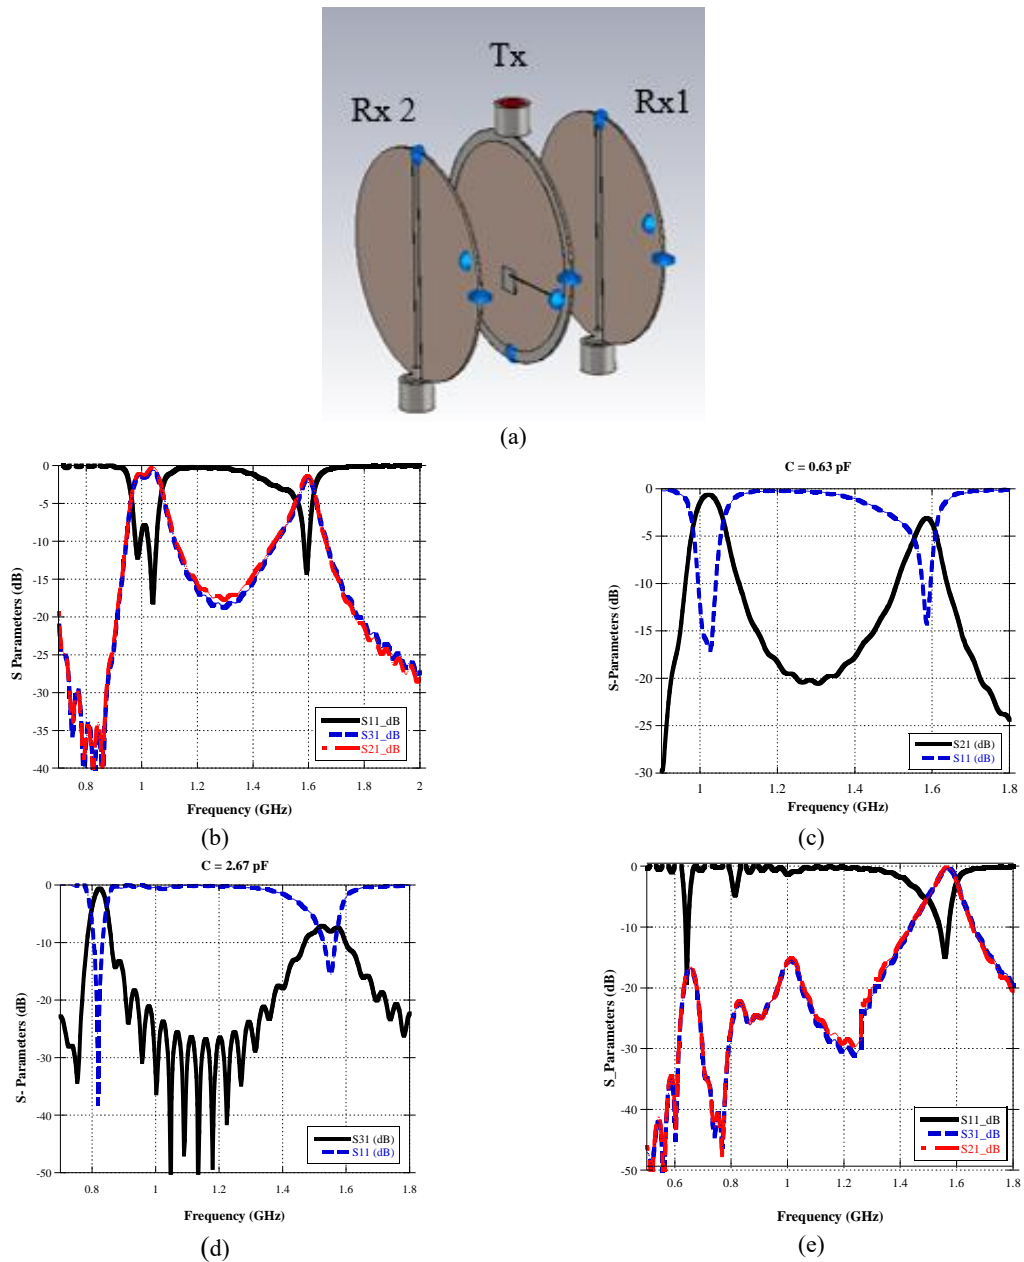 Tx
Rx 2
Rx1
(a)
0
-5
-10
-15
-20
-25
-30
-35
-40
S Parameters (dB)
S11_dB
S31_dB
S21_dB
0.8
1
1.2
1.4
1.6
1.8
2
Frequency (GHz)
(b)
C = 0.63 pF
0
-5
-10
-15
-20
-25
-30
S-Parameters (dB)
S21 (dB)
S11 (dB)
1
1.2
1.4
1.6
1.8
Frequency (GHz)
(c)
C = 2.67 pF
0
-10
-20
-30
-40
-50
S- Parameters (dB)
S31 (dB)
S11 (dB)
0.8
1
1.2
1.4
1.6
1.8
Frequency (GHz)
(d)
0
-10
-20
-30
-40
-50
S_Parameters (dB)
S11_dB
S31_dB
S21_dB
0.6
0.8
1
1.2
1.4
1.6
1.8
Frequency (GHz)
(e)